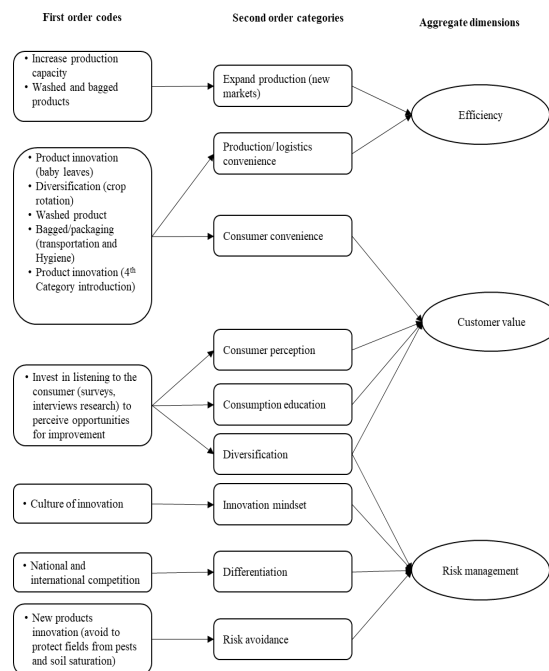 First order codes
Second order categories
Aggregate dimensions
• Increase production
capacity
• Washed and bagged
products
Expand production (new
markets)
Efficiency
Production/ logistics
convenience
• Product innovation
(baby leaves)
• Diversification (crop
rotation)
• Washed product
• Bagged/packaging
(transportation and
Hygiene)
• Product innovation (4th
Category introduction)
Consumer convenience
Customer value
Consumer perception
• Invest in listening to the
consumer (surveys,
interviews research) to
perceive opportunities
for improvement
Consumption education
Diversification
• Culture of innovation
Innovation mindset
• National and
international competition
Differentiation
Risk management
• New products
innovation (avoid to
protect fields from pests
and soil saturation)
Risk avoidance